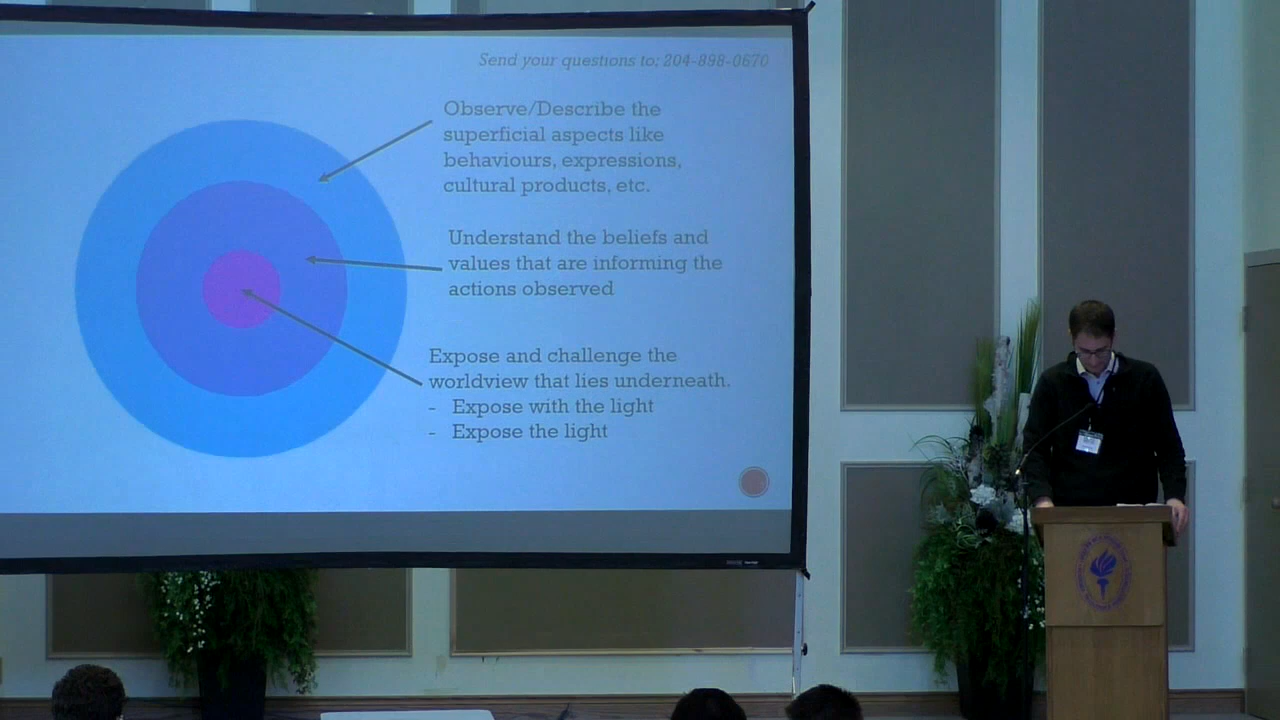 Send your questions to: 204-898-0670
Observe/Describe the
superficial aspects like
behaviours, expressions,
cultural products, etc.
Understand the beliefs and
values that are informing the
actions observed
Expose and challenge the
worldview that lies underneath.
- Expose with the light
- Expose the light